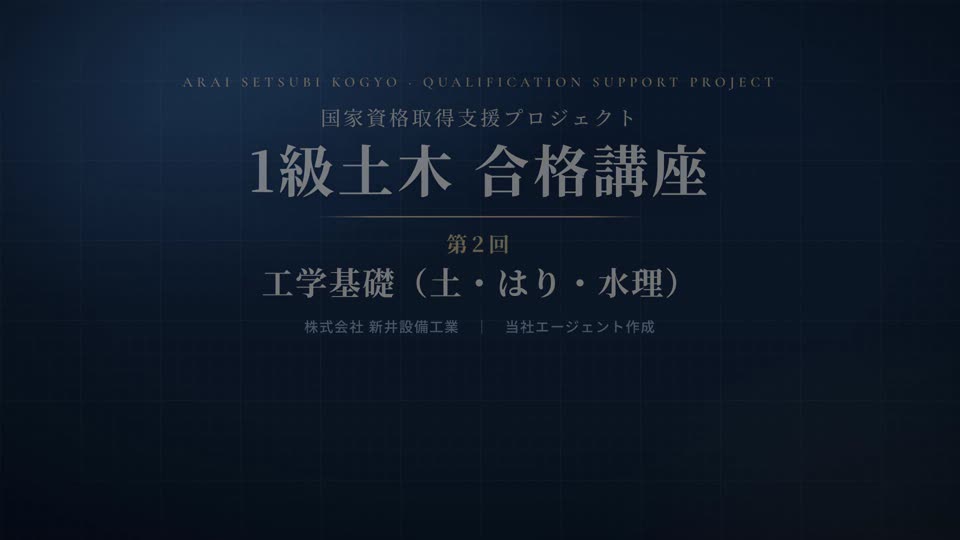 ARAI SETSUBI KOGYO · QUALIFICATION SUPPORT PROJECT
国家資格取得支援プロジェクト
1級土木 合格講座
第2回
工学基礎（土・はり・水理）
株式会社 新井設備工業 ｜ 当社エージェント作成